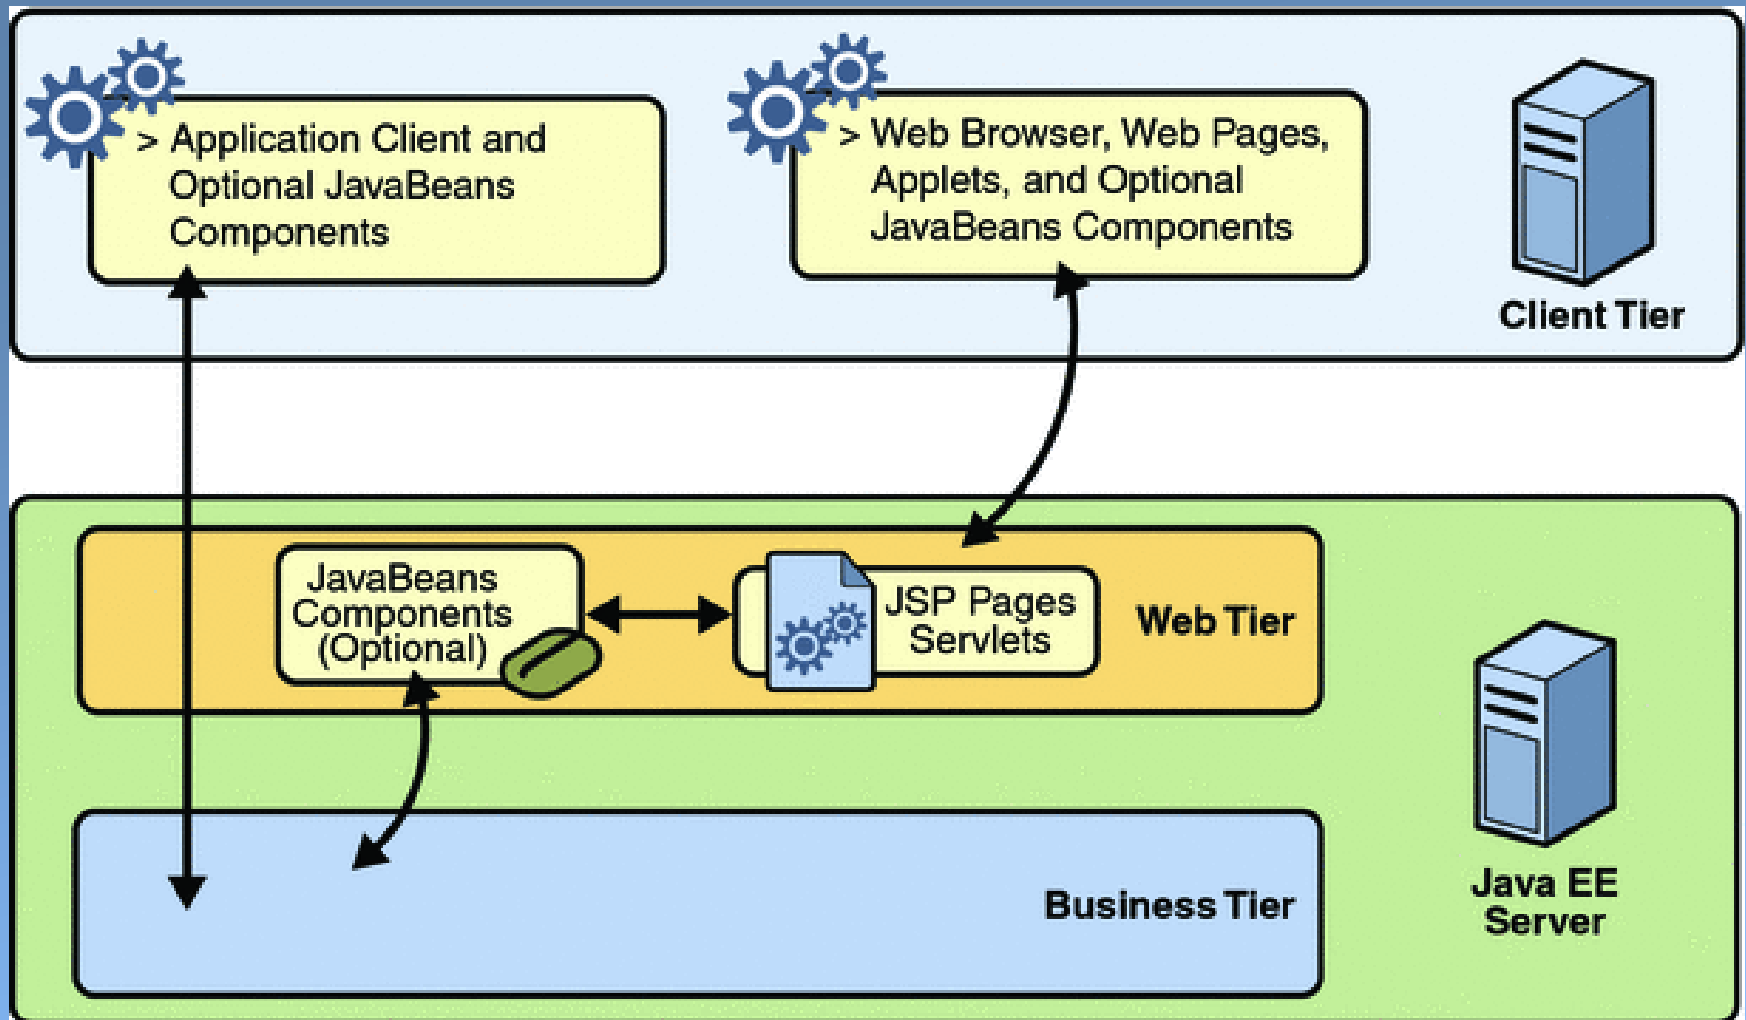 > Application Client and
Optional JavaBeans
Components
> Web Browser, Web Pages,
Applets, and Optional
JavaBeans Components
Client Tier
JavaBeans
Components
(Optional)
JSP Pages
Servlets
Web Tier
Business Tier
Java EE
Server